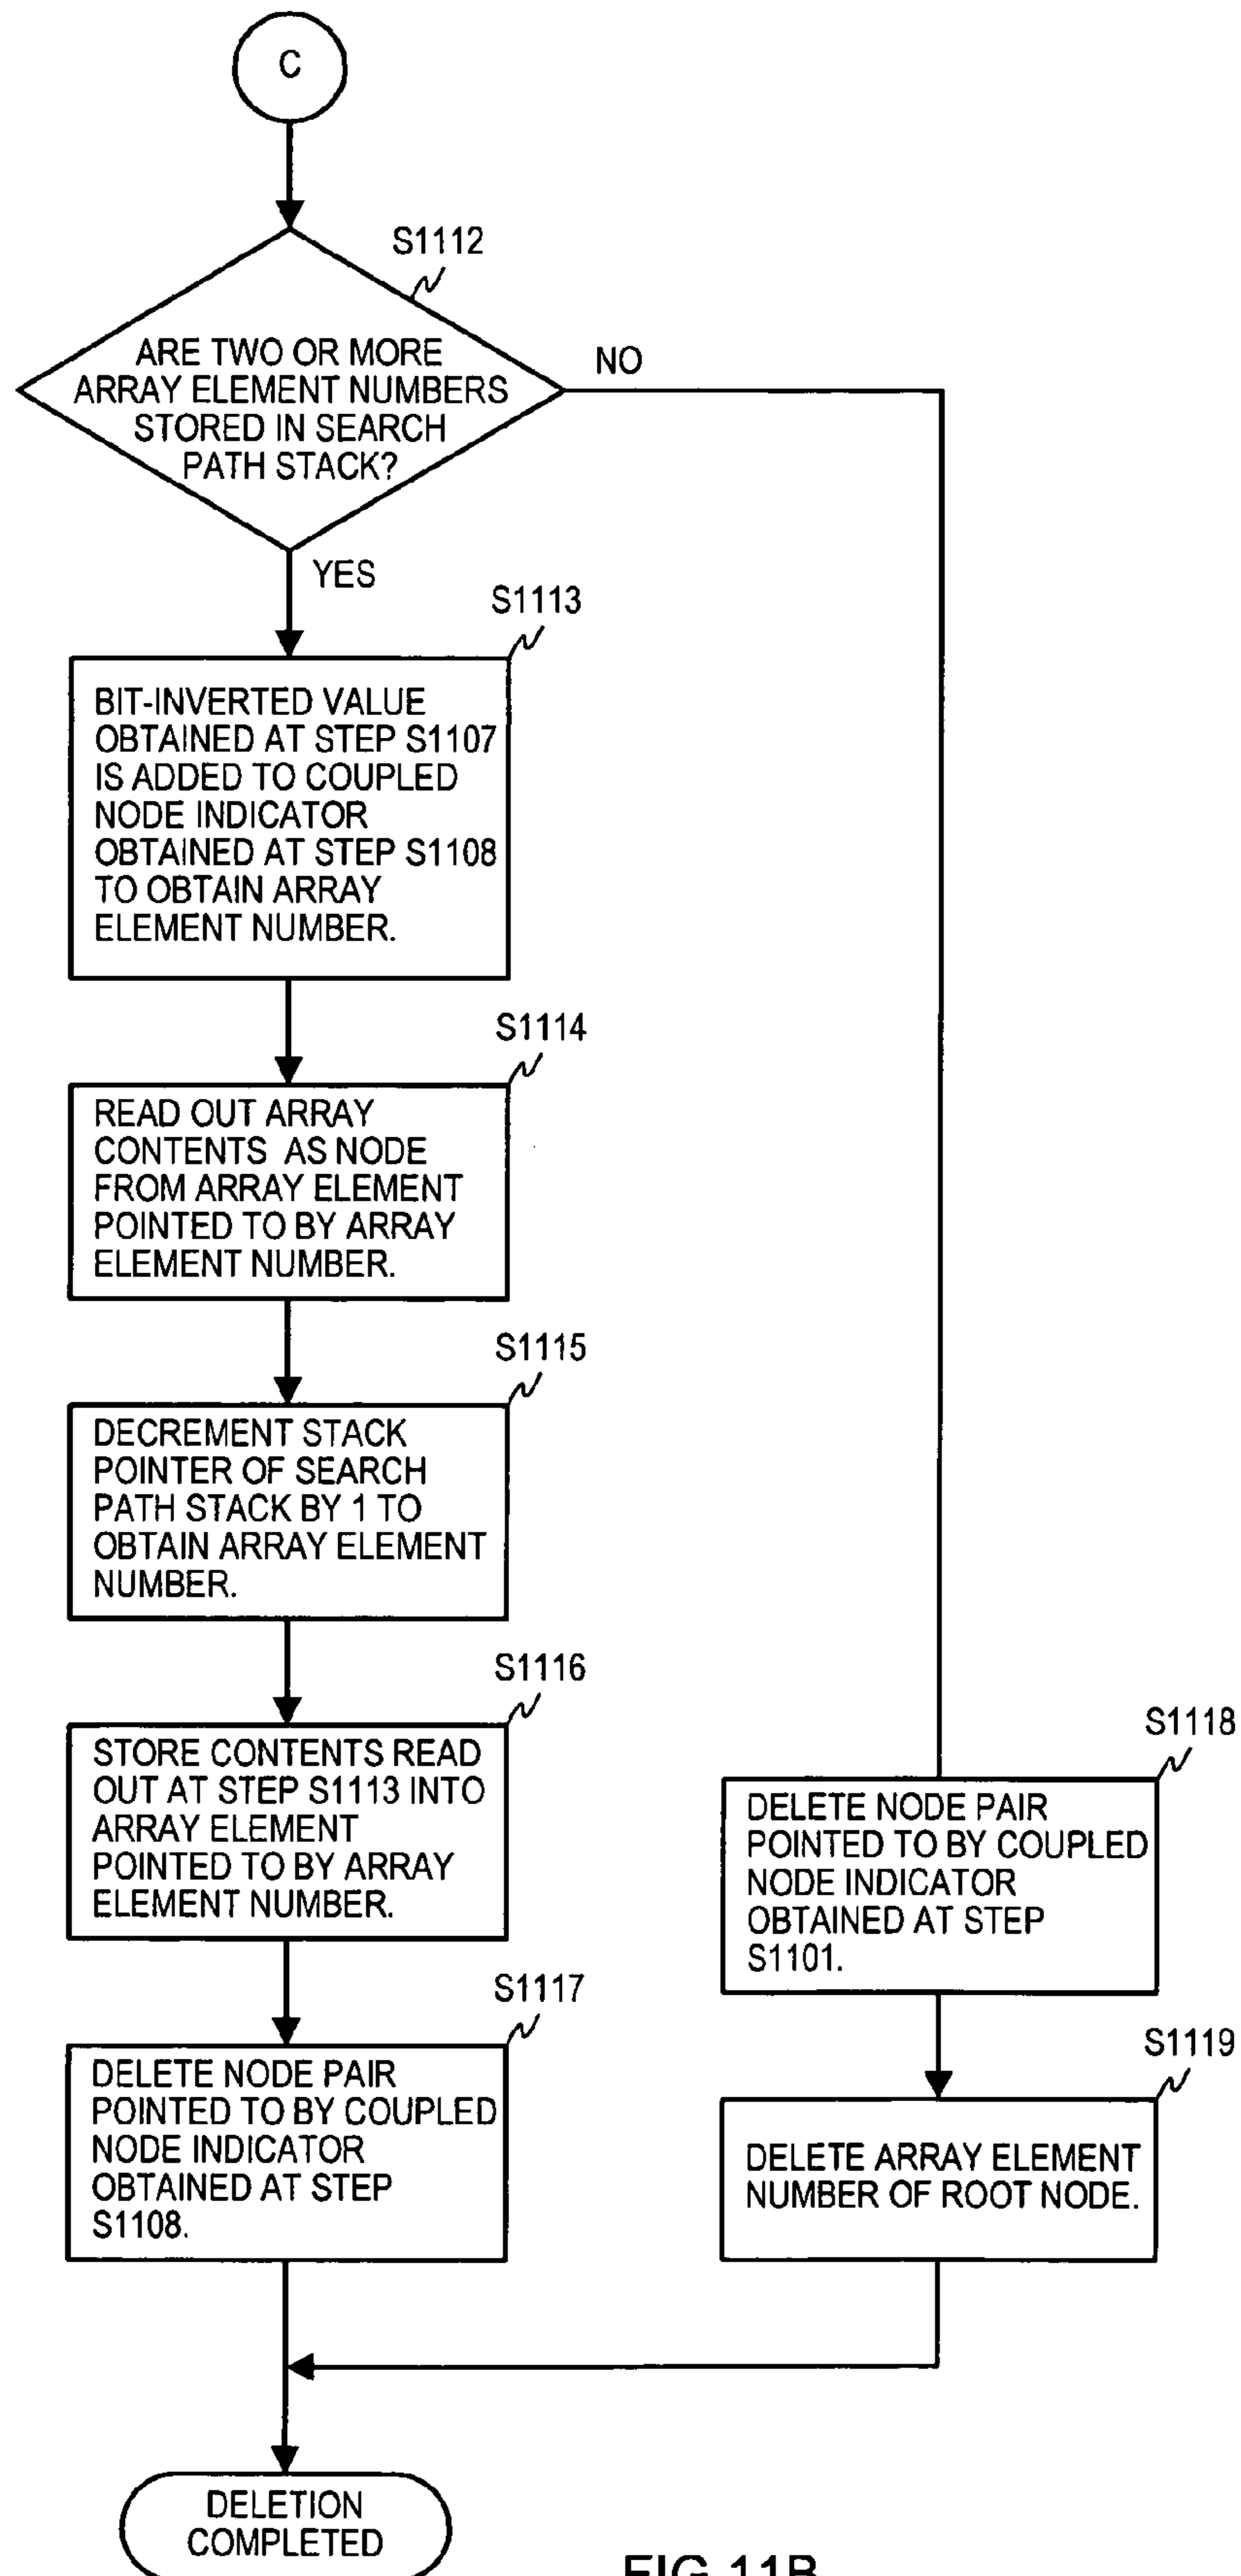 C
S1112
ARE TWO OR MORE
ARRAY ELEMENT NUMBERS
STORED IN SEARCH
PATH STACK?
NO
YES
S1113
BIT-INVERTED VALUE
OBTAINED AT STEP S1107
IS ADDED TO COUPLED
NODE INDICATOR
OBTAINED AT STEP S1108
TO OBTAIN ARRAY
ELEMENT NUMBER.
S1114
READ OUT ARRAY
CONTENTS AS NODE
FROM ARRAY ELEMENT
POINTED TO BY ARRAY
ELEMENT NUMBER.
S1115
DECREMENT STACK
POINTER OF SEARCH
PATH STACK BY 1 TO
OBTAIN ARRAY ELEMENT
NUMBER.
S1116
STORE CONTENTS READ
OUT AT STEP S1113 INTO
ARRAY ELEMENT
POINTED TO BY ARRAY
ELEMENT NUMBER.
S1117
DELETE NODE PAIR
POINTED TO BY COUPLED
NODE INDICATOR
OBTAINED AT STEP
S1108.
S1118
DELETE NODE PAIR
POINTED TO BY COUPLED
NODE INDICATOR
OBTAINED AT STEP
S1101.
S1119
DELETE ARRAY ELEMENT
NUMBER OF ROOT NODE.
DELETION
COMPLETED
FIG.11B